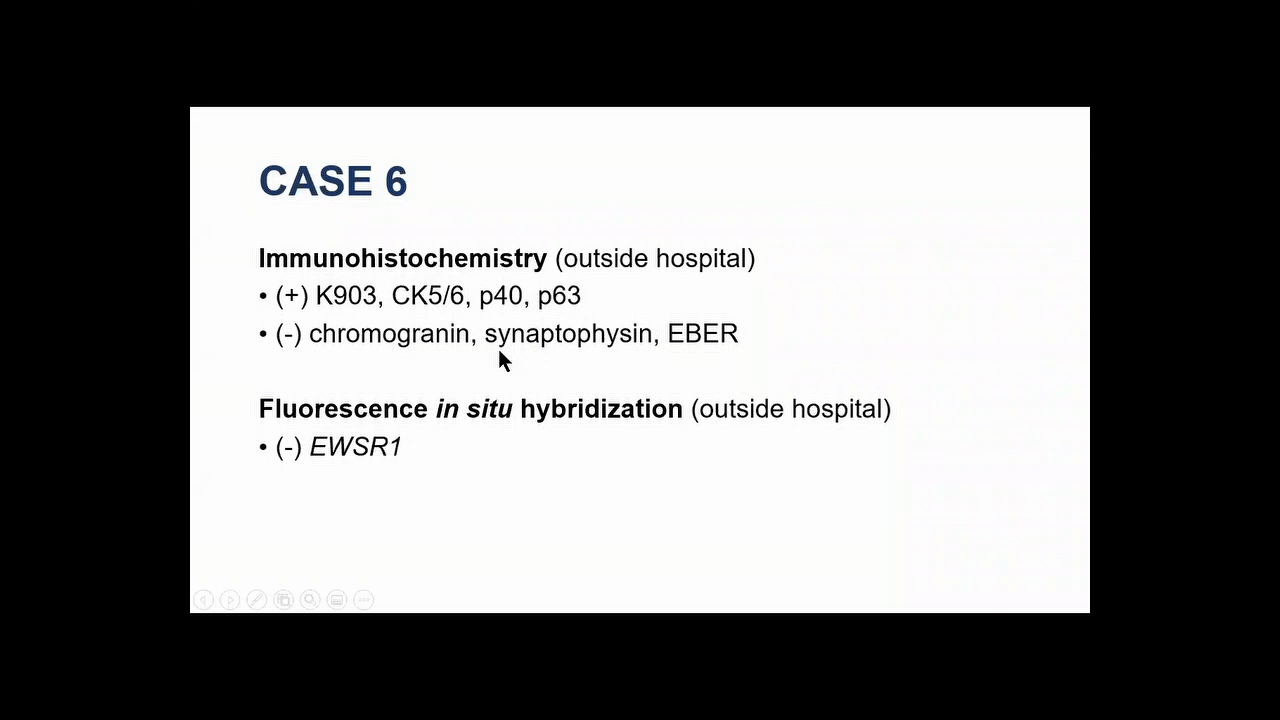 CASE 6
Immunohistochemistry (outside hospital)
• (+) K903, CK5/6, p40, p63
• (-) chromogranin, synaptophysin, EBER
Fluorescence in situ hybridization (outside hospital)
• (-) EWSR1